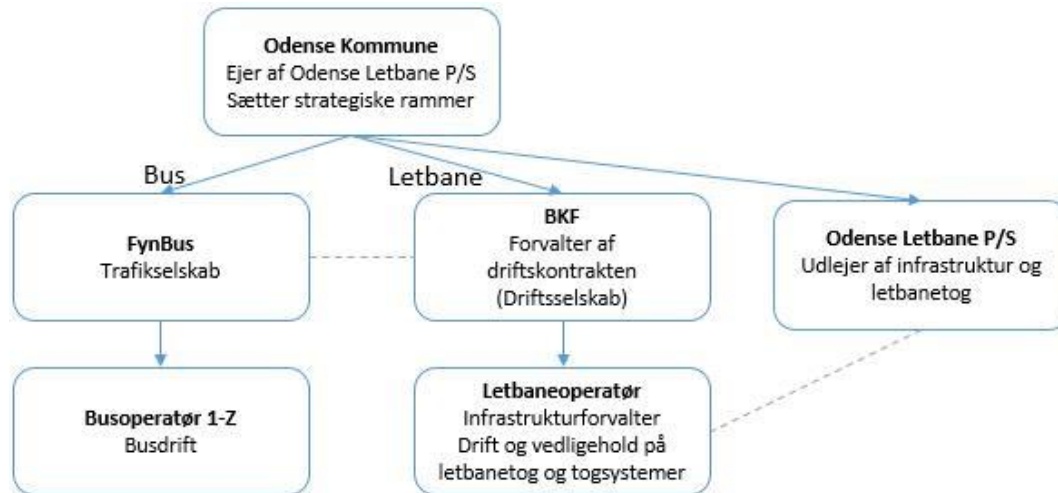 Odense Kommune
Ejer af Odense Letbane P/S
Sætter strategiske rammer
Bus
Letbane
FynBus
Trafikselskab
BKF
Forvalter af
driftskontrakten
(Driftsselskab)
Odense Letbane P/S
Udlejer af infrastruktur og
letbanetog
Busoperatør 1-Z
Busdrift
Letbaneoperatør
Infrastrukturforvalter
Drift og vedligehold på
letbanetog og togsystemer